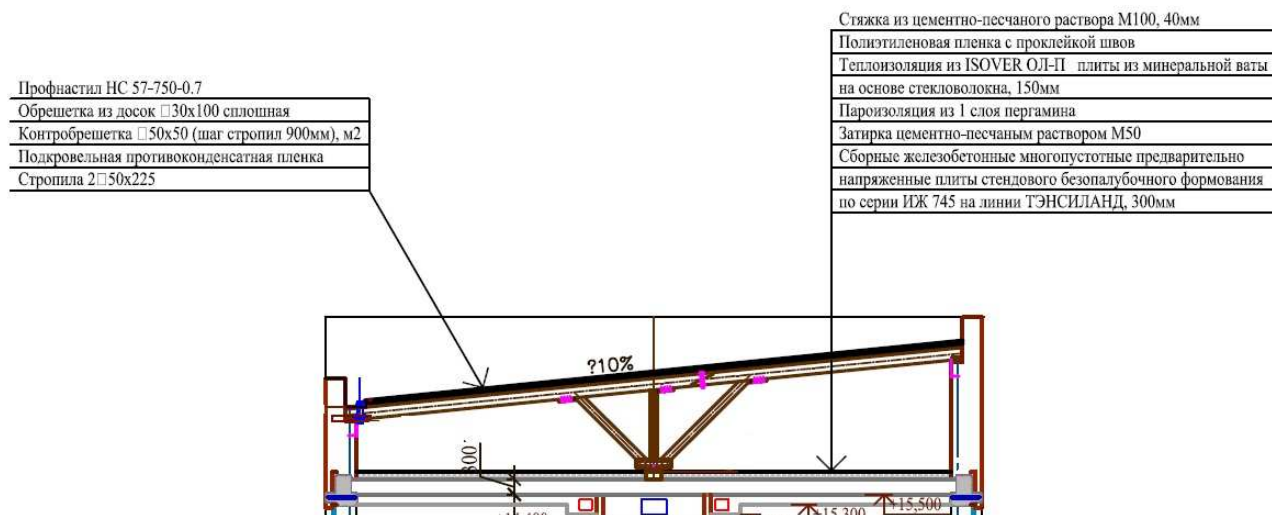 Стяжка из цементно-песчаного раствора М100, 40мм
Полиэтиленовая пленка с проклейкой швов
Теплоизоляция из ISOVER ОЛ-П плиты из минеральной ваты
на основе стекловолокна, 150мм
Пароизоляция из 1 слоя пергамина
Затирка цементно-песчаным раствором М50
Сборные железобетонные многопустотные предварительно
напряженные плиты стендового безопалубочного формования
по серии ИЖ 745 на линии ТЭНСИЛАНД, 300мм
Профнастил НС 57-750-0.7
Обрешетка из досок □30х100 сплошная
Контробрешетка □50х50 (шаг стропил 900мм), м2
Подкровельная противоконденсатная пленка
Стропила 2□50х225
?10%
+15,500
+15,300